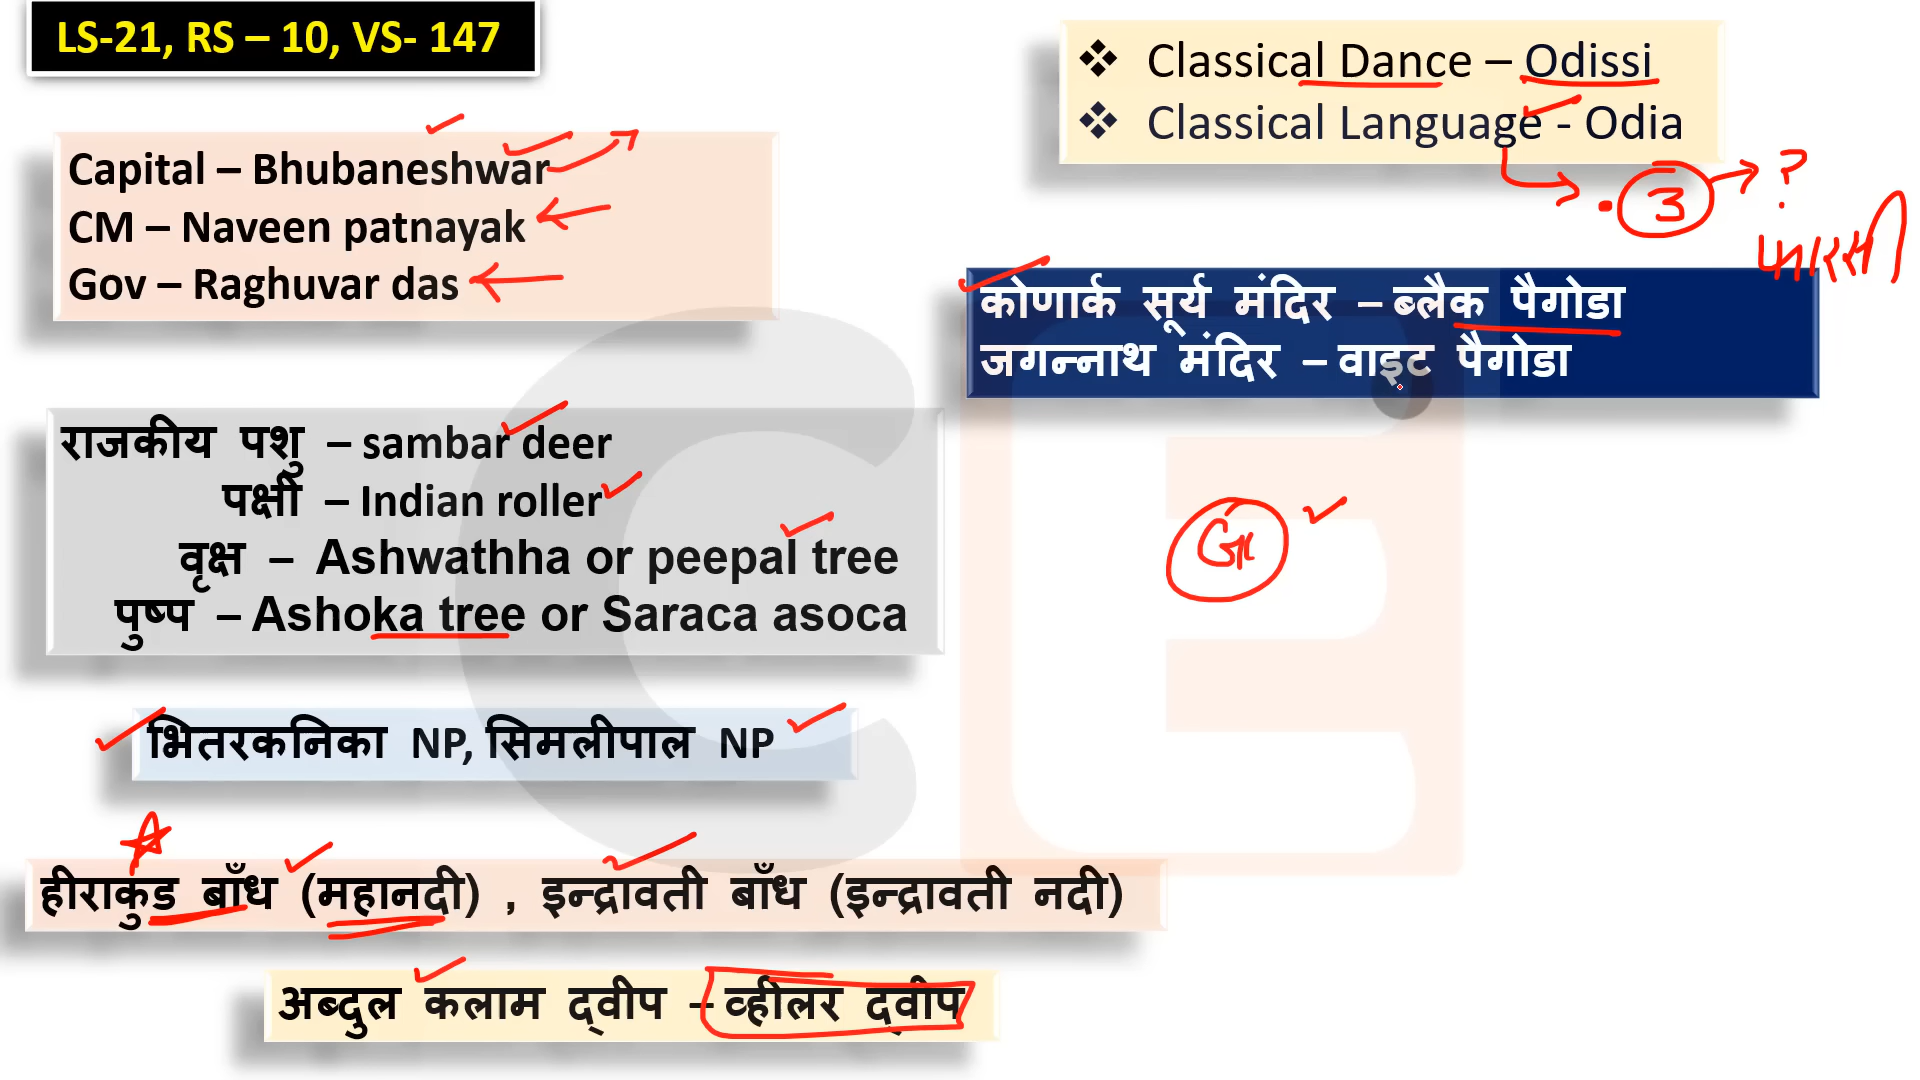 LS-21, RS – 10, VS- 147
Capital – Bhubaneshwar
CM – Naveen patnayak
Gov – Raghuvar das
❖ Classical Dance – Odissi
❖ Classical Language - Odia
3 → ?
कोणार्क सूर्य मंदिर – ब्लैक पैगोडा
जगन्नाथ मंदिर – वाइट पैगोडा
राजकीय पशु – sambar deer
पक्षी – Indian roller
वृक्ष – Ashwathha or peepal tree
पुष्प – Ashoka tree or Saraca asoca
भितरकनिका NP, सिमलीपाल NP
हीराकुड बाँध (महानदी) , इन्द्रावती बाँध (इन्द्रावती नदी)
अब्दुल कलाम द्वीप – व्हीलर द्वीप